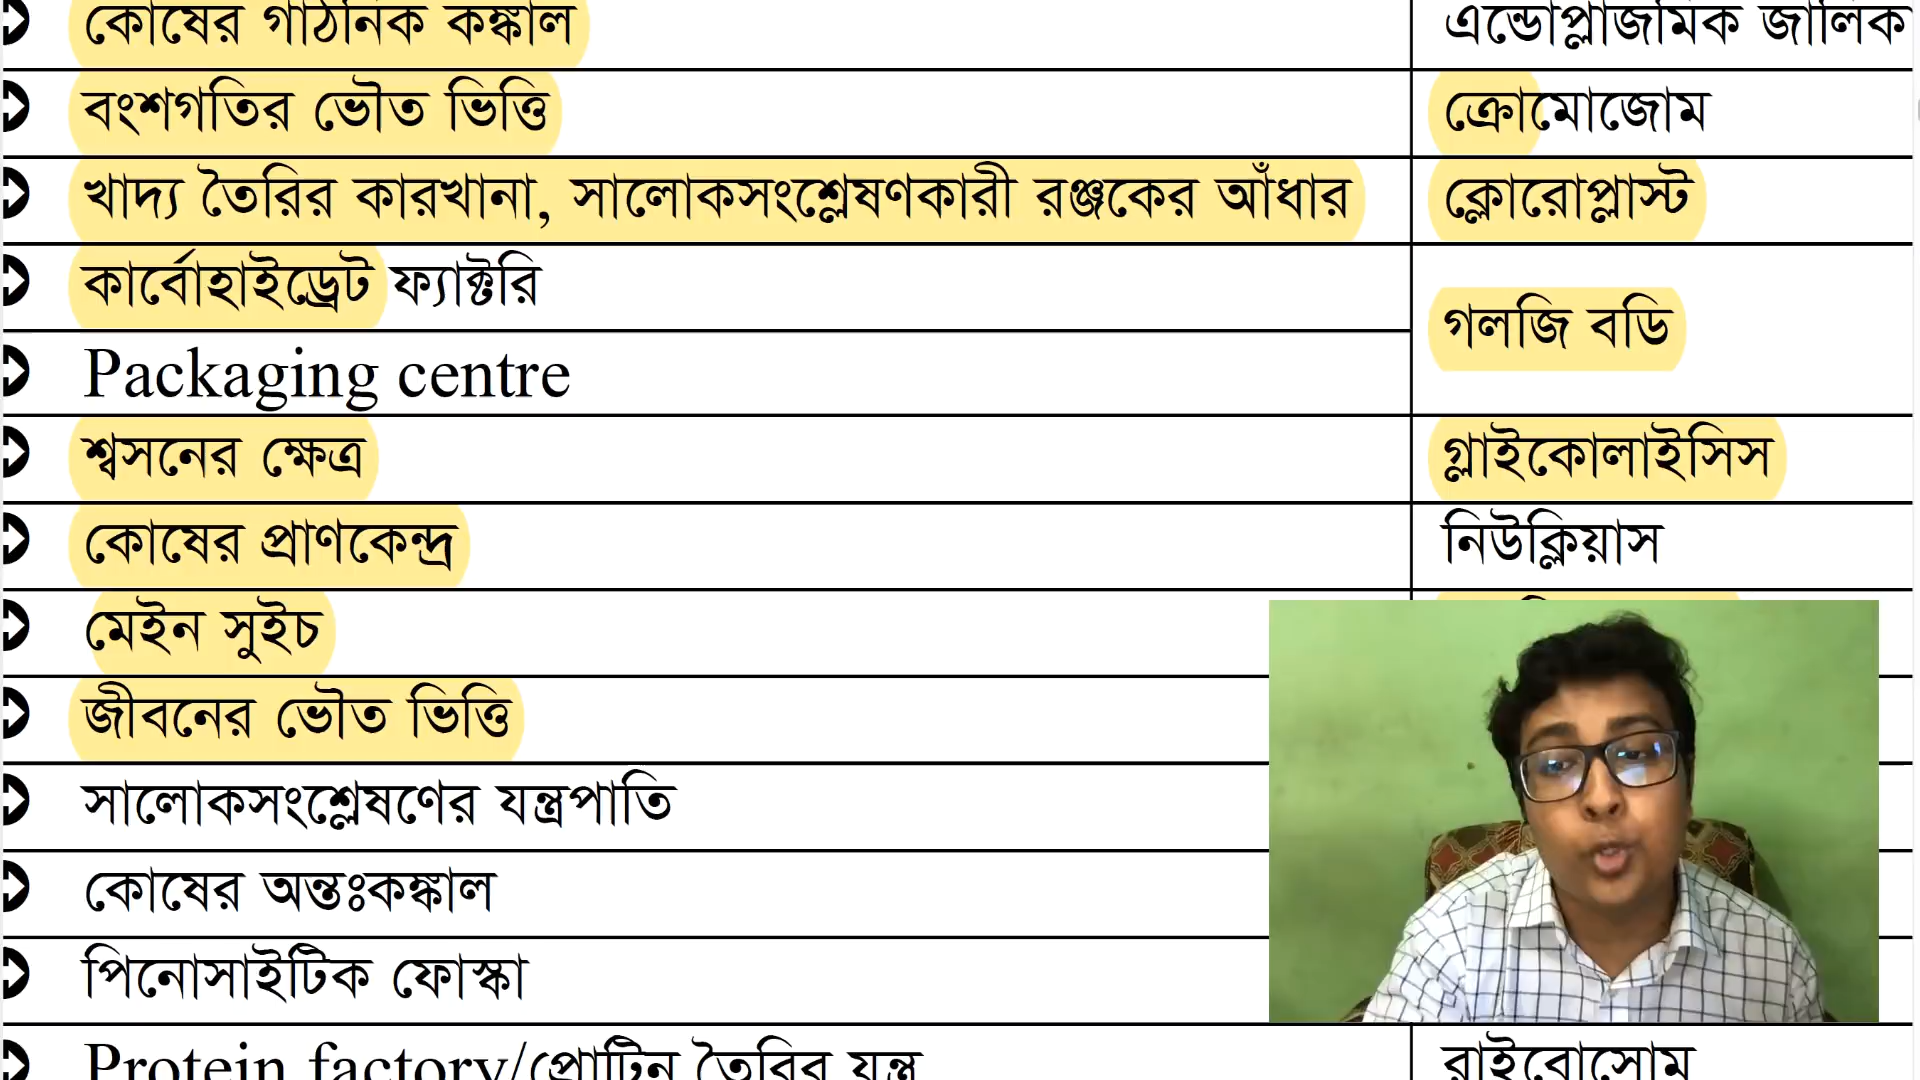 কোষের গাঠনিক কঙ্কাল এন্ডোপ্লাজমিক জালিক
বংশগতির ভৌত ভিত্তি ক্রোমোজোম
খাদ্য তৈরির কারখানা, সালোকসংশ্লেষণকারী রঞ্জকের আঁধার ক্লোরোপ্লাস্ট
কার্বোহাইড্রেট ফ্যাক্টরি
গলজি বডি
Packaging centre
শ্বসনের ক্ষেত্র গ্লাইকোলাইসিস
কোষের প্রাণকেন্দ্র নিউক্লিয়াস
মেইন সুইচ
জীবনের ভৌত ভিত্তি
সালোকসংশ্লেষণের যন্ত্রপাতি
কোষের অন্তঃকঙ্কাল
পিনোসাইটিক ফোস্কা
Protein factory/প্রোটিন তৈরির যন্ত্র রাইবোসোম